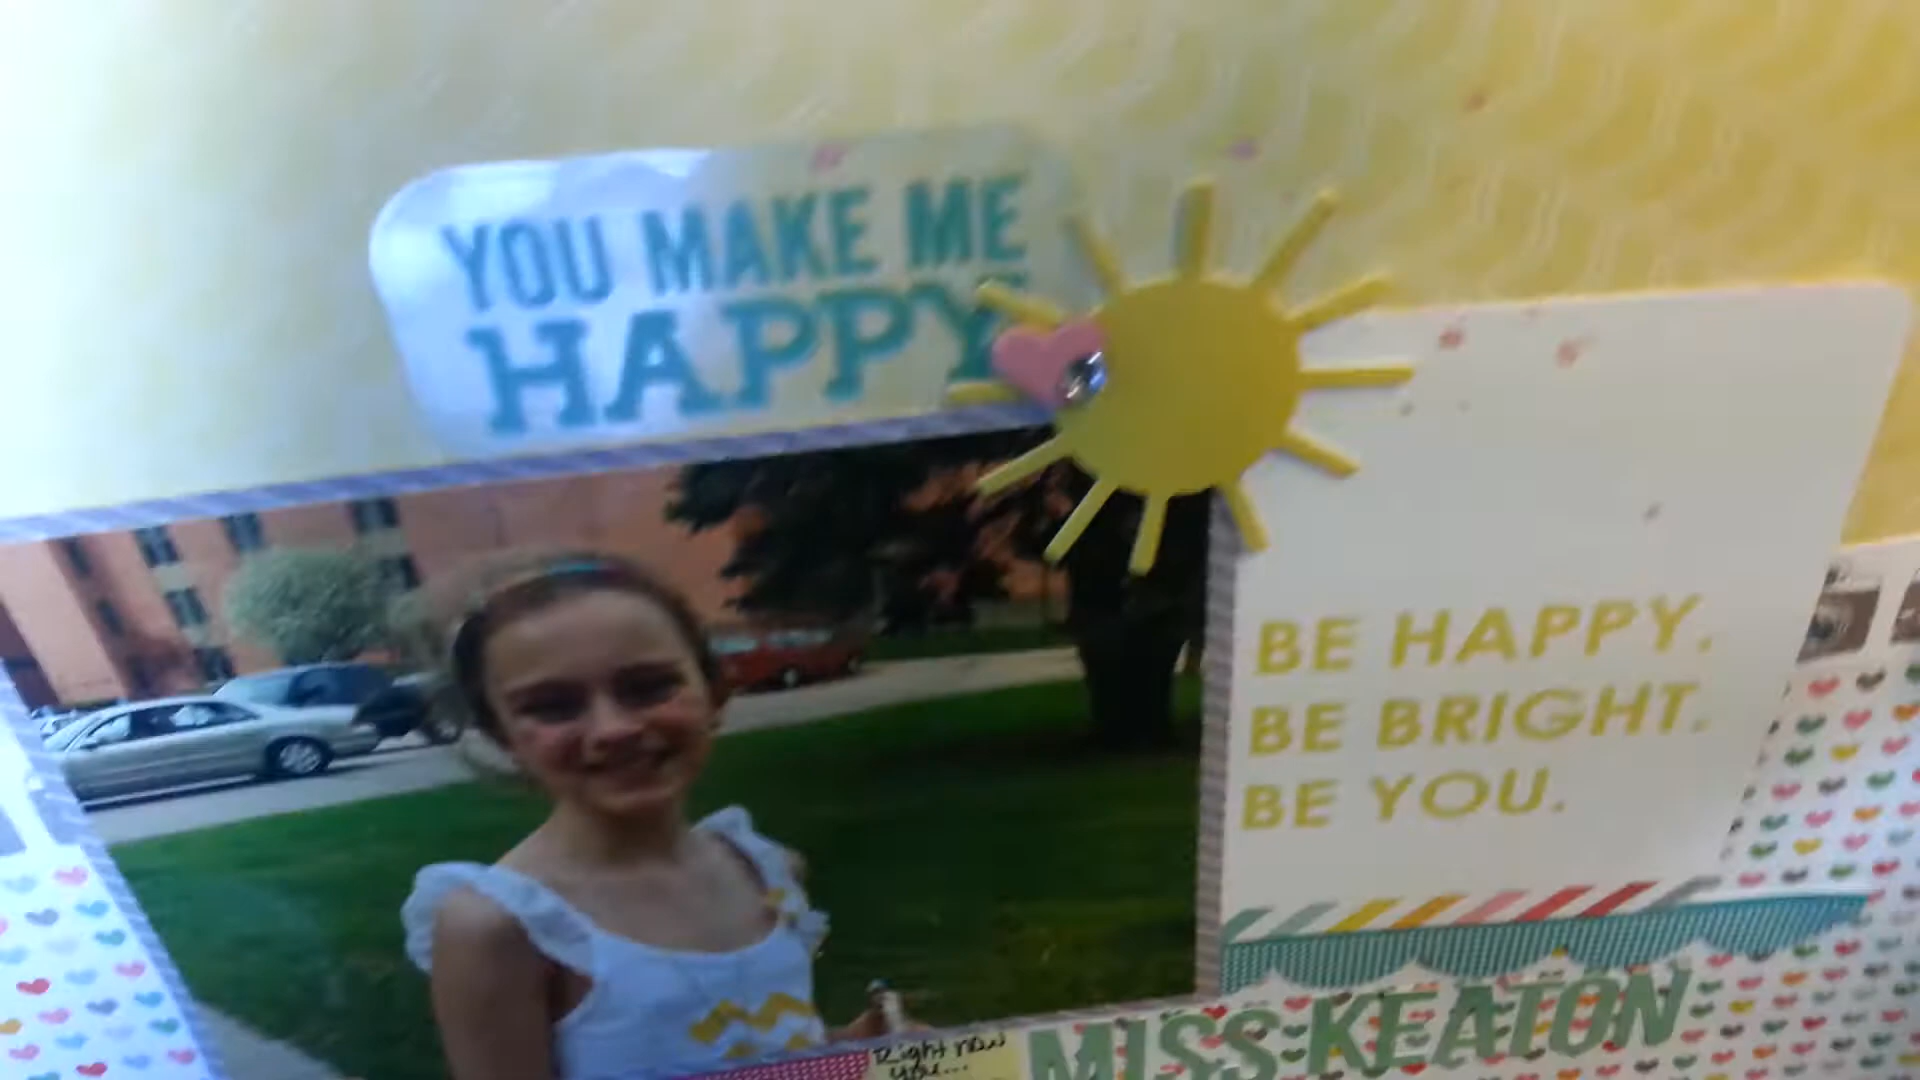 YOU MAKE ME
HAPPY
BE HAPPY.
BE BRIGHT.
BE YOU.
MISS KEATON
Right now
you...